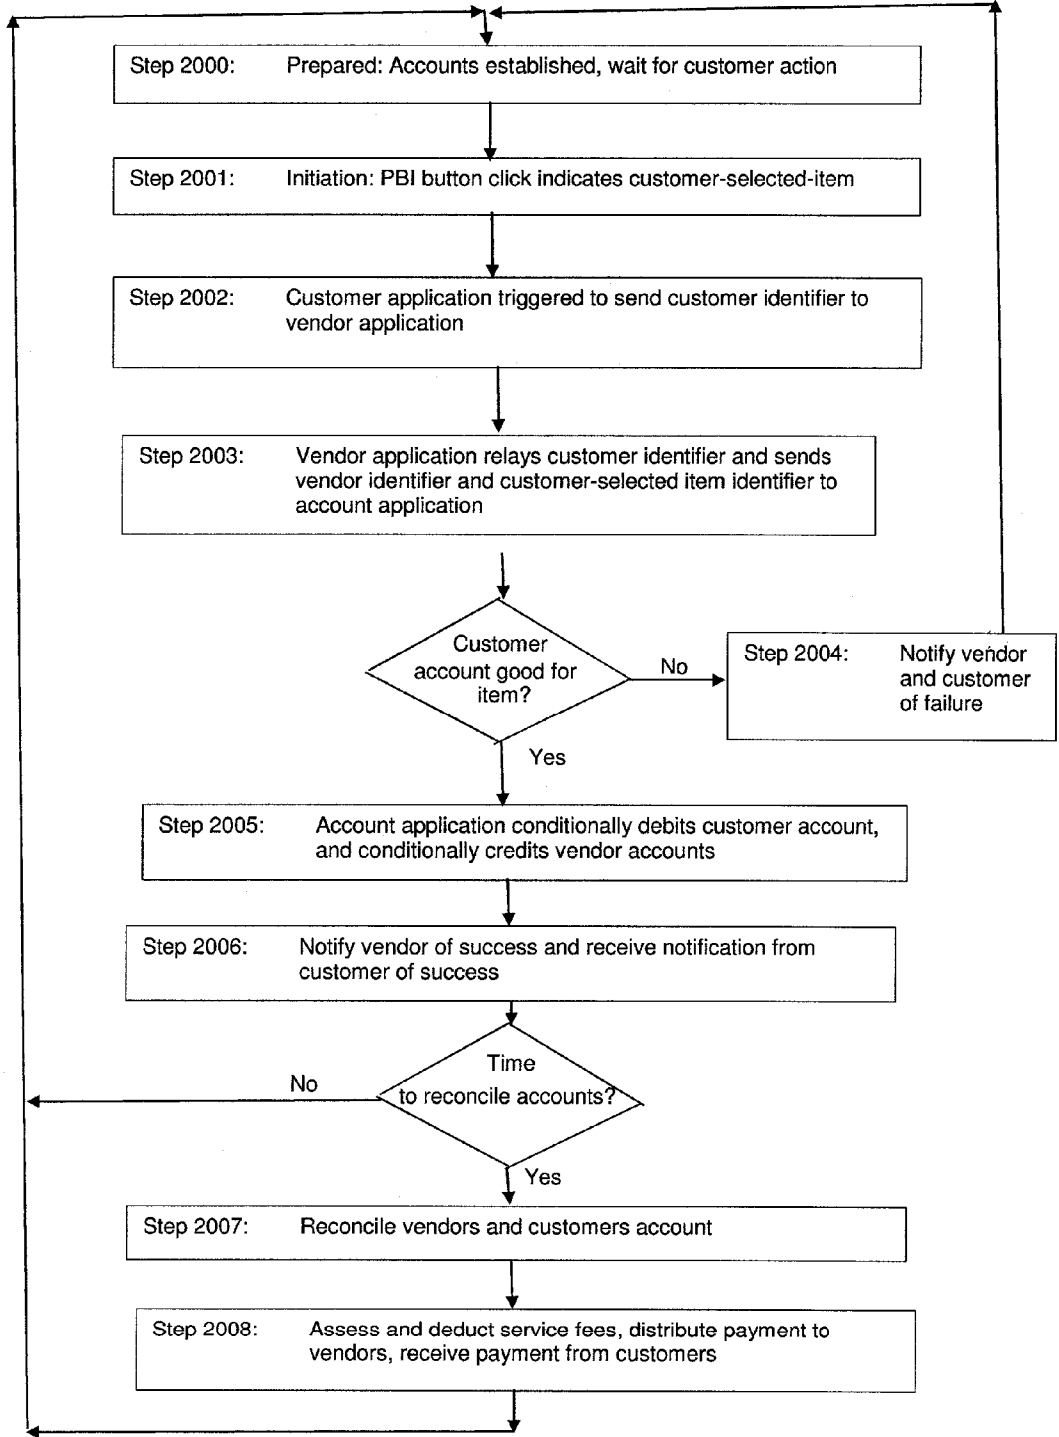 Step 2000: Prepared: Accounts established, wait for customer action
Step 2001: Initiation: PBI button click indicates customer-selected-item
Step 2002: Customer application triggered to send customer identifier to
vendor application
Step 2003: Vendor application relays customer identifier and sends
vendor identifier and customer-selected item identifier to
account application
Customer
account good for
item?
No
Step 2004: Notify vendor
and customer
of failure
Yes
Step 2005: Account application conditionally debits customer account,
and conditionally credits vendor accounts
Step 2006: Notify vendor of success and receive notification from
customer of success
Time
to reconcile accounts?
No
Yes
Step 2007: Reconcile vendors and customers account
Step 2008: Assess and deduct service fees, distribute payment to
vendors, receive payment from customers